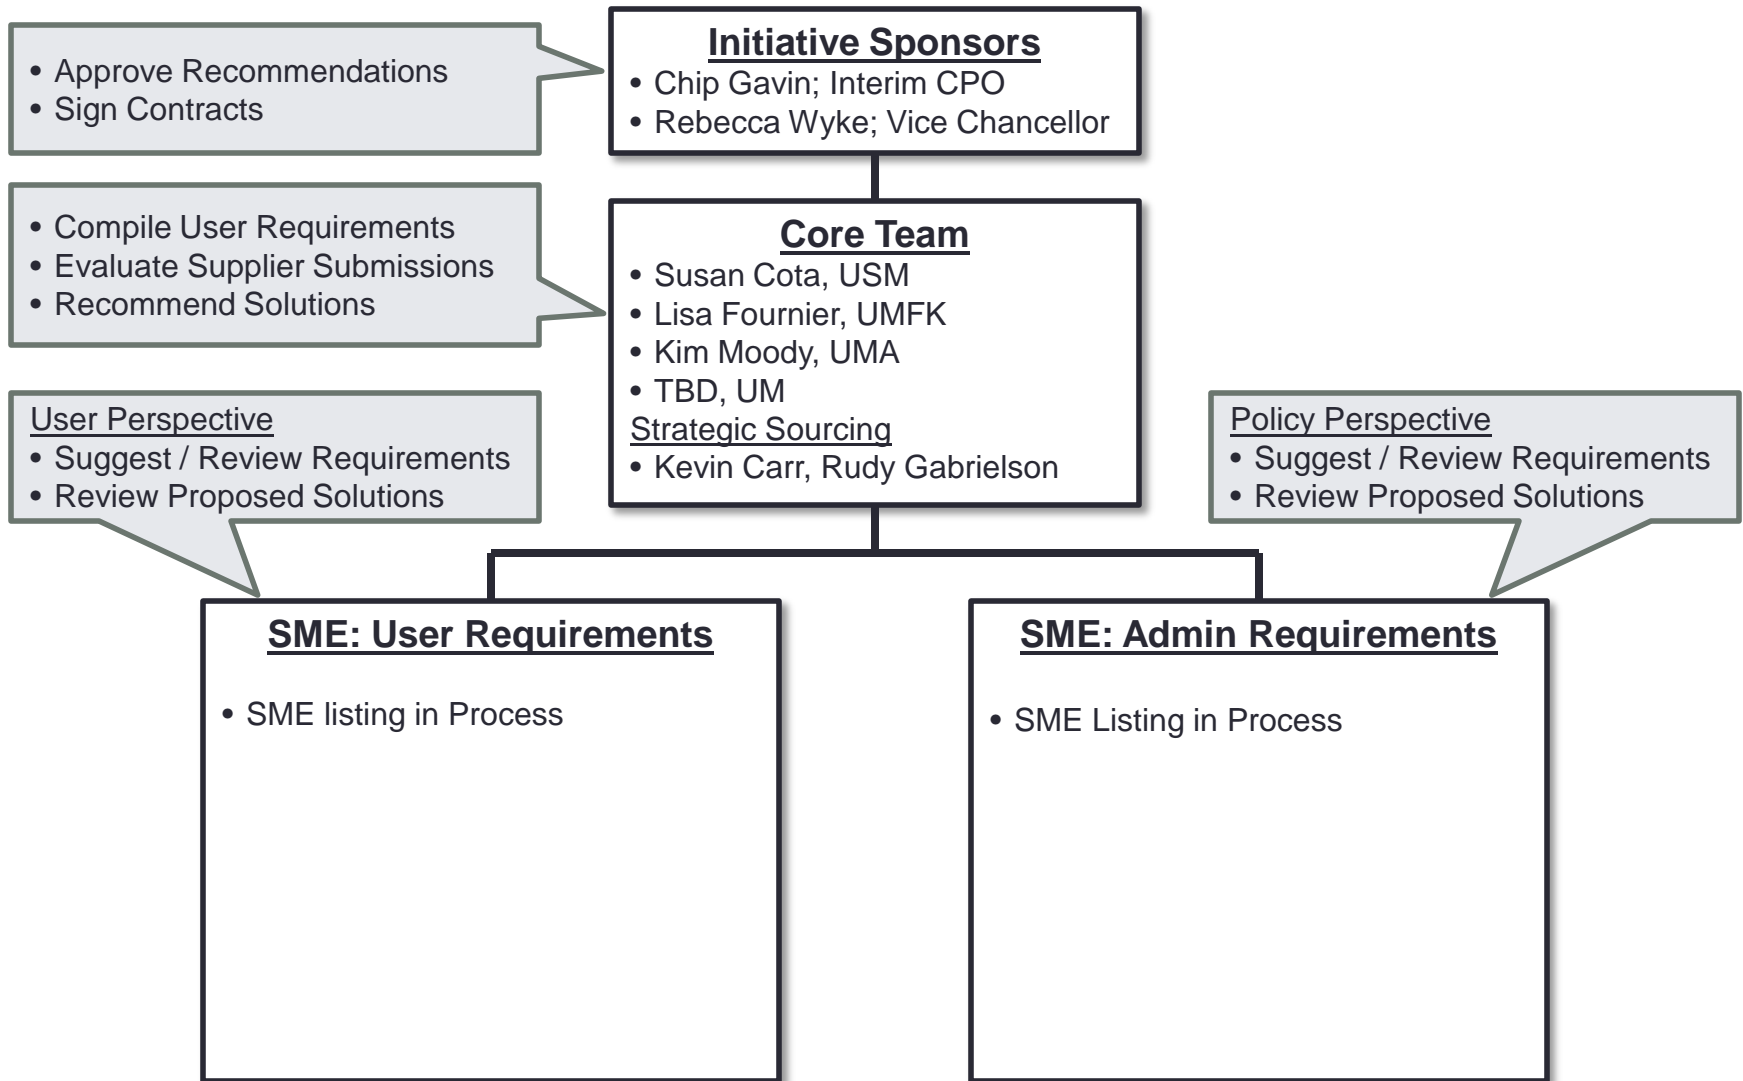 • Approve Recommendations
• Sign Contracts
Initiative Sponsors
• Chip Gavin; Interim CPO
• Rebecca Wyke; Vice Chancellor
• Compile User Requirements
• Evaluate Supplier Submissions
• Recommend Solutions
Core Team
• Susan Cota, USM
• Lisa Fournier, UMFK
• Kim Moody, UMA
• TBD, UM
Strategic Sourcing
• Kevin Carr, Rudy Gabrielson
User Perspective
• Suggest / Review Requirements
• Review Proposed Solutions
Policy Perspective
• Suggest / Review Requirements
• Review Proposed Solutions
SME: User Requirements
• SME listing in Process
SME: Admin Requirements
• SME Listing in Process